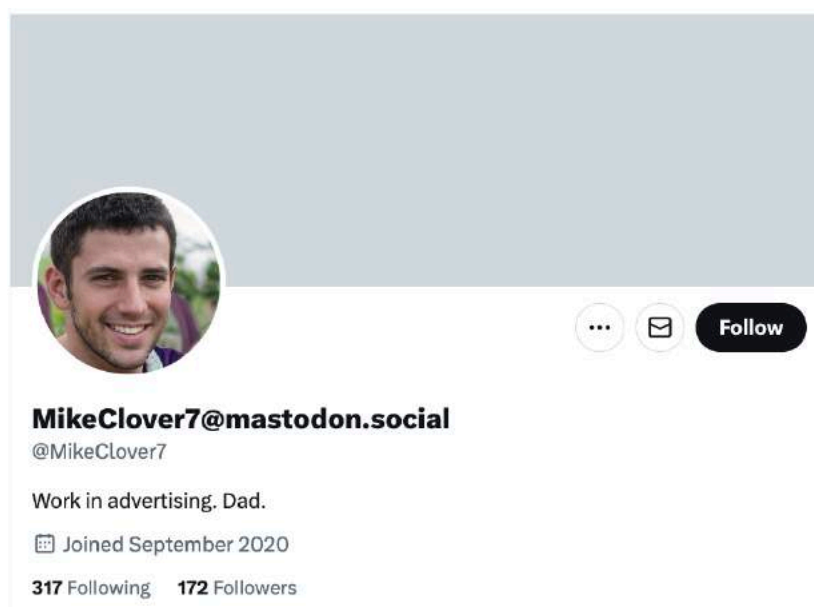 Follow
MikeClover7@mastodon.social
@MikeClover7
Work in advertising. Dad.
Joined September 2020
317 Following 172 Followers